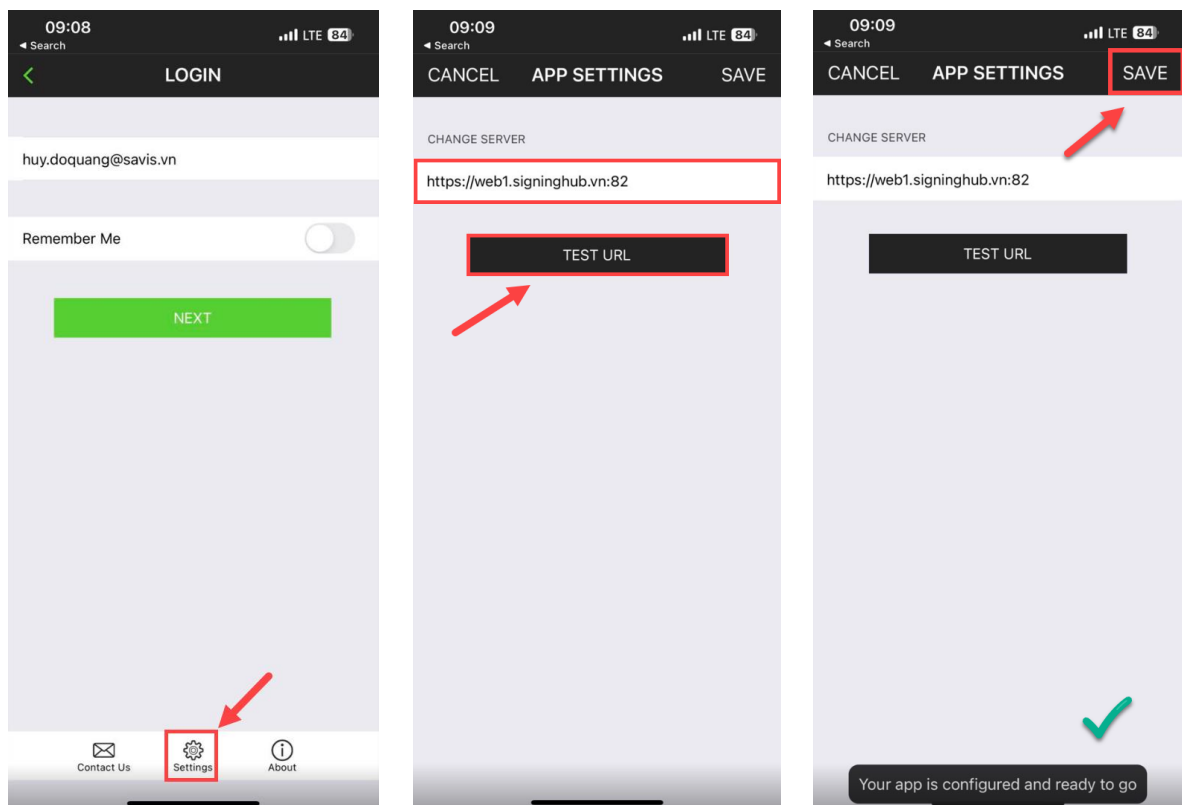 09:08
LTE 84
◀ Search
LOGIN
huy.doquang@savis.vn
Remember Me
NEXT
Contact Us
Settings
About
09:09
LTE 84
◀ Search
CANCEL APP SETTINGS SAVE
CHANGE SERVER
https://web1.signinghub.vn:82
TEST URL
09:09
LTE 84
◀ Search
CANCEL APP SETTINGS SAVE
CHANGE SERVER
https://web1.signinghub.vn:82
TEST URL
Your app is configured and ready to go